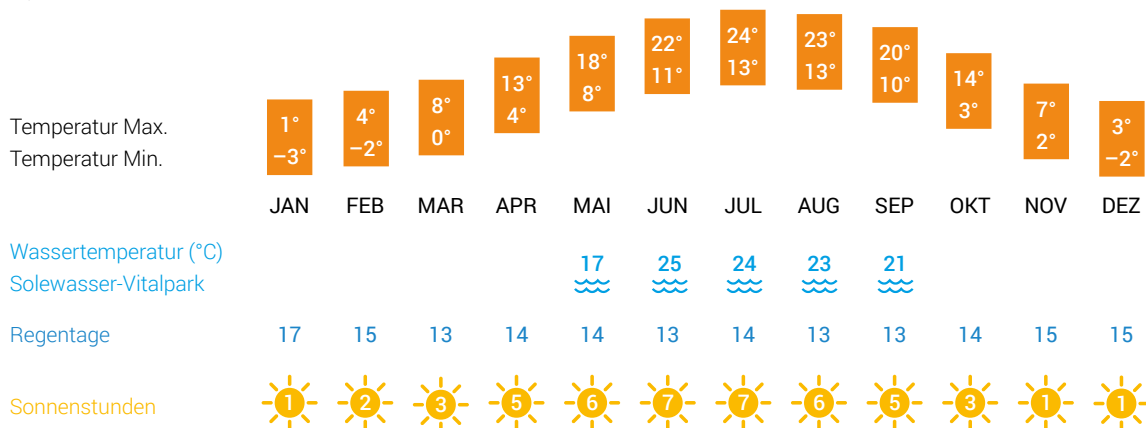 1° 4° 8° 13° 18° 22° 24° 23° 20° 14° 7° 3°
Temperatur Max.
−3° −2° 0° 4° 8° 11° 13° 13° 10° 3° 2° −2°
Temperatur Min.
JAN FEB MAR APR MAI JUN JUL AUG SEP OKT NOV DEZ
Wassertemperatur (°C) 17 25 24 23 21
Solewasser-Vitalpark
Regentage 17 15 13 14 14 13 14 13 13 14 15 15
Sonnenstunden 1 2 3 5 6 7 7 6 5 3 1 1